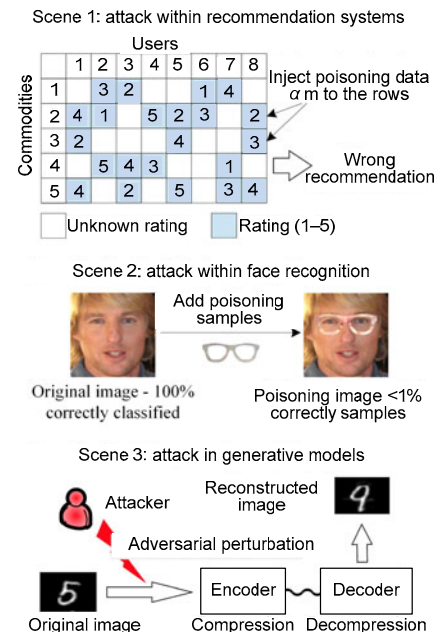 Scene 1: attack within recommendation systems
Users
Commodities
1 2 3 4 5 6 7 8
1 3 2 1 4
2 4 1 5 2 3 2
3 2 4 3
4 5 4 3 1
5 4 2 5 3 4
Inject poisoning data
αm to the rows
Wrong
recommendation
Unknown rating
Rating (1–5)
Scene 2: attack within face recognition
Add poisoning
samples
Original image - 100%
correctly classified
Poisoning image <1%
correctly samples
Scene 3: attack in generative models
Attacker
Reconstructed
image
9
Adversarial perturbation
5
Encoder
Decoder
Original image
Compression
Decompression